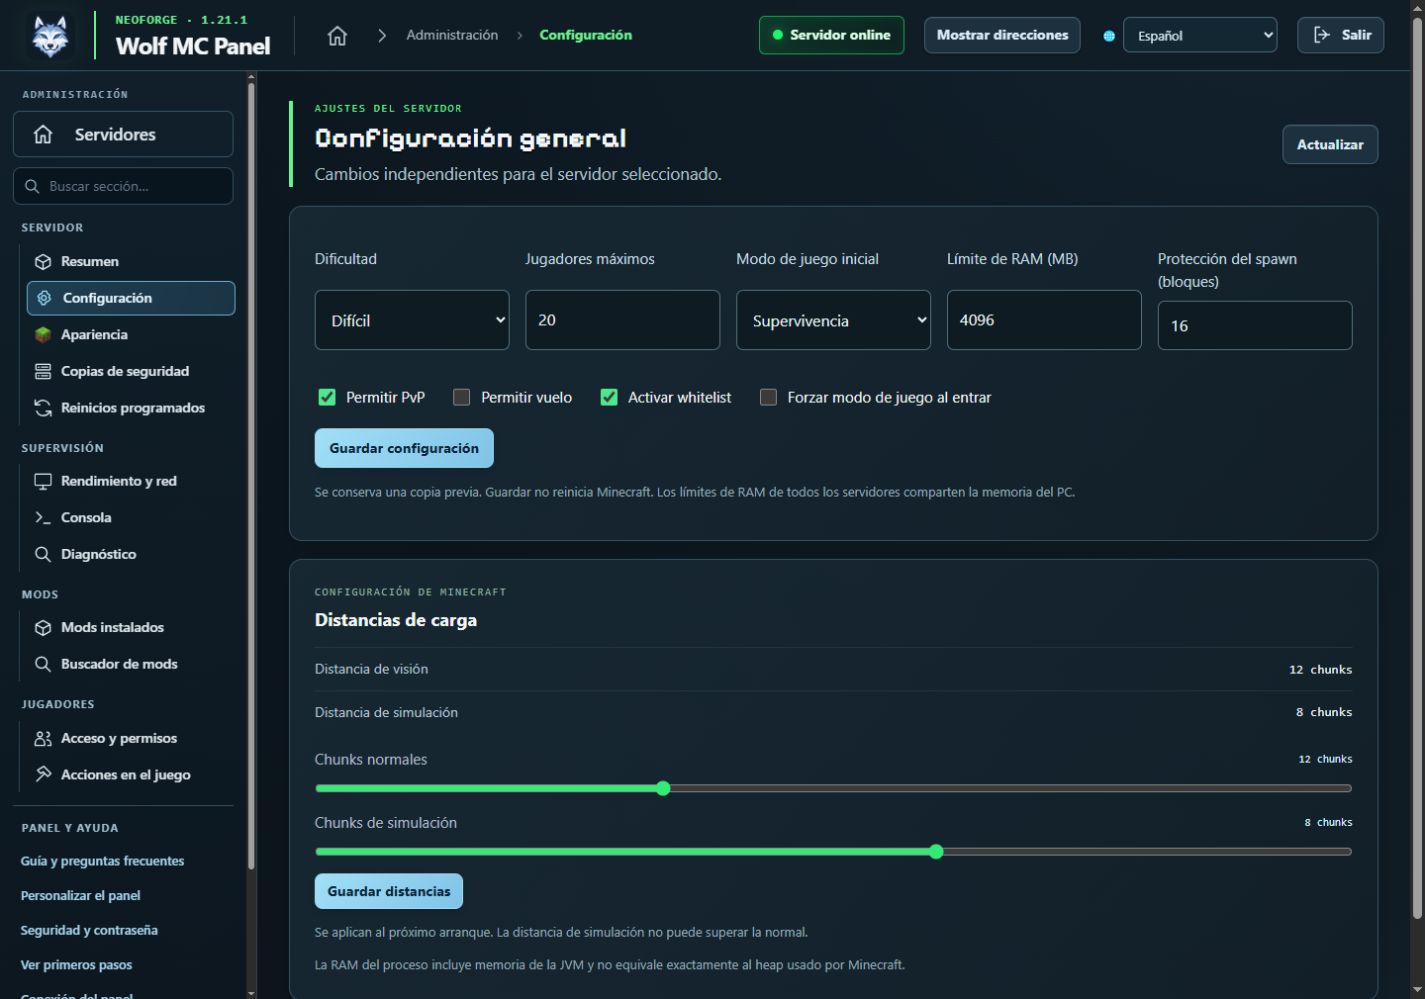 NEOFORGE · 1.21.1
Wolf MC Panel
Administración
Configuración
Servidor online
Mostrar direcciones
Español
Salir
ADMINISTRACIÓN
Servidores
Buscar sección...
SERVIDOR
Resumen
Configuración
Apariencia
Copias de seguridad
Reinicios programados
SUPERVISIÓN
Rendimiento y red
Consola
Diagnóstico
MODS
Mods instalados
Buscador de mods
JUGADORES
Acceso y permisos
Acciones en el juego
PANEL Y AYUDA
Guía y preguntas frecuentes
Personalizar el panel
Seguridad y contraseña
Ver primeros pasos
Conexión del panel
AJUSTES DEL SERVIDOR
Configuración general
Cambios independientes para el servidor seleccionado.
Actualizar
Dificultad
Difícil
Jugadores máximos
20
Modo de juego inicial
Supervivencia
Límite de RAM (MB)
4096
Protección del spawn
(bloques)
16
Permitir PvP
Permitir vuelo
Activar whitelist
Forzar modo de juego al entrar
Guardar configuración
Se conserva una copia previa. Guardar no reinicia Minecraft. Los límites de RAM de todos los servidores comparten la memoria del PC.
CONFIGURACIÓN DE MINECRAFT
Distancias de carga
Distancia de visión
12 chunks
Distancia de simulación
8 chunks
Chunks normales
12 chunks
Chunks de simulación
8 chunks
Guardar distancias
Se aplican al próximo arranque. La distancia de simulación no puede superar la normal.
La RAM del proceso incluye memoria de la JVM y no equivale exactamente al heap usado por Minecraft.